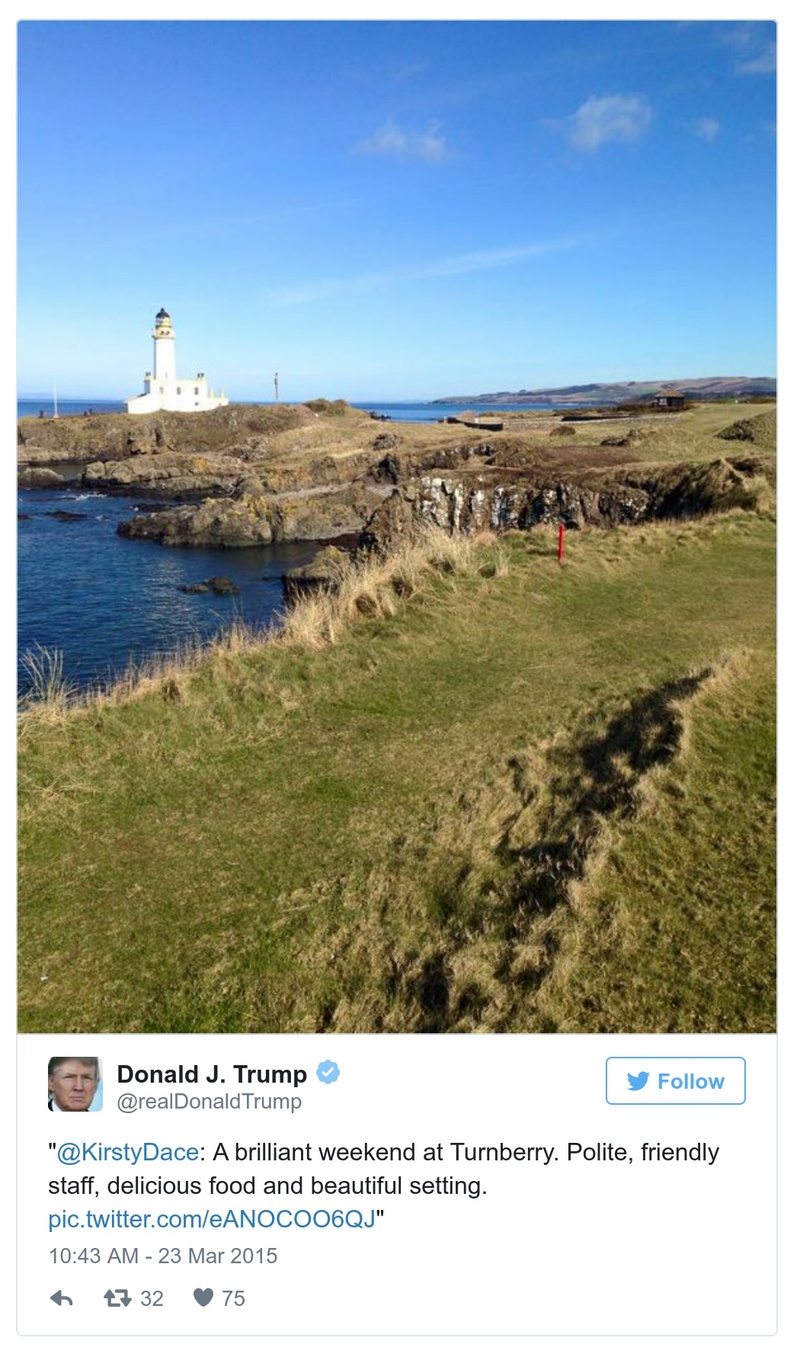 Donald J. Trump
@realDonaldTrump
Follow
"@KirstyDace: A brilliant weekend at Turnberry. Polite, friendly
staff, delicious food and beautiful setting.
pic.twitter.com/eANOCOO6QJ"
10:43 AM - 23 Mar 2015
32 75